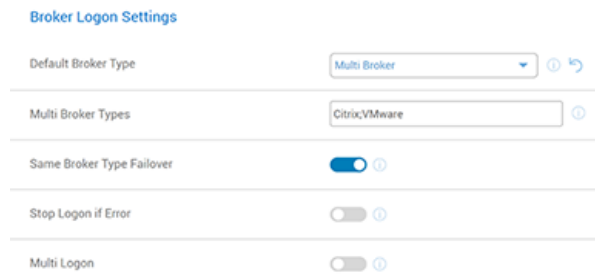 Broker Logon Settings
Default Broker Type
Multi Broker
Multi Broker Types
Citrix;VMware
Same Broker Type Failover
Stop Logon if Error
Multi Logon